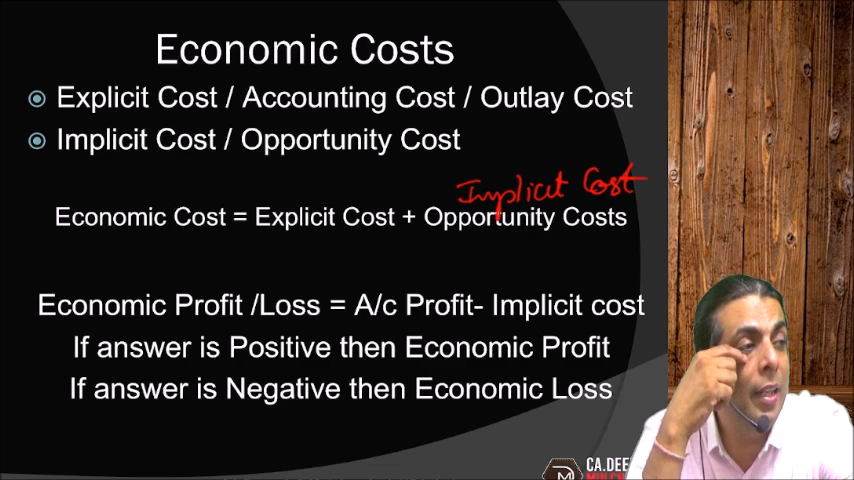 Economic Costs
Explicit Cost / Accounting Cost / Outlay Cost
Implicit Cost / Opportunity Cost
Implicit Cost
Economic Cost = Explicit Cost + Opportunity Costs
Economic Profit /Loss = A/c Profit- Implicit cost
If answer is Positive then Economic Profit
If answer is Negative then Economic Loss